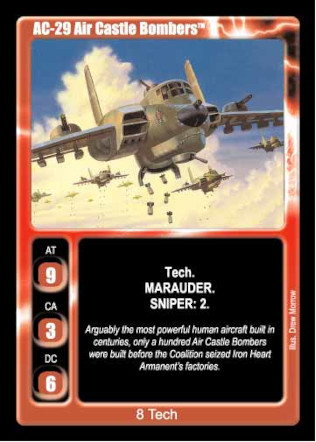 AC-29 Air Castle Bombers™
AT
9
CA
3
DC
6
Tech.
MARAUDER.
SNIPER: 2.
Arguably the most powerful human aircraft built in
centuries, only a hundred Air Castle Bombers
were built before the Coalition seized Iron Heart
Armanent's factories.
Illus. Drew Morrow
8 Tech